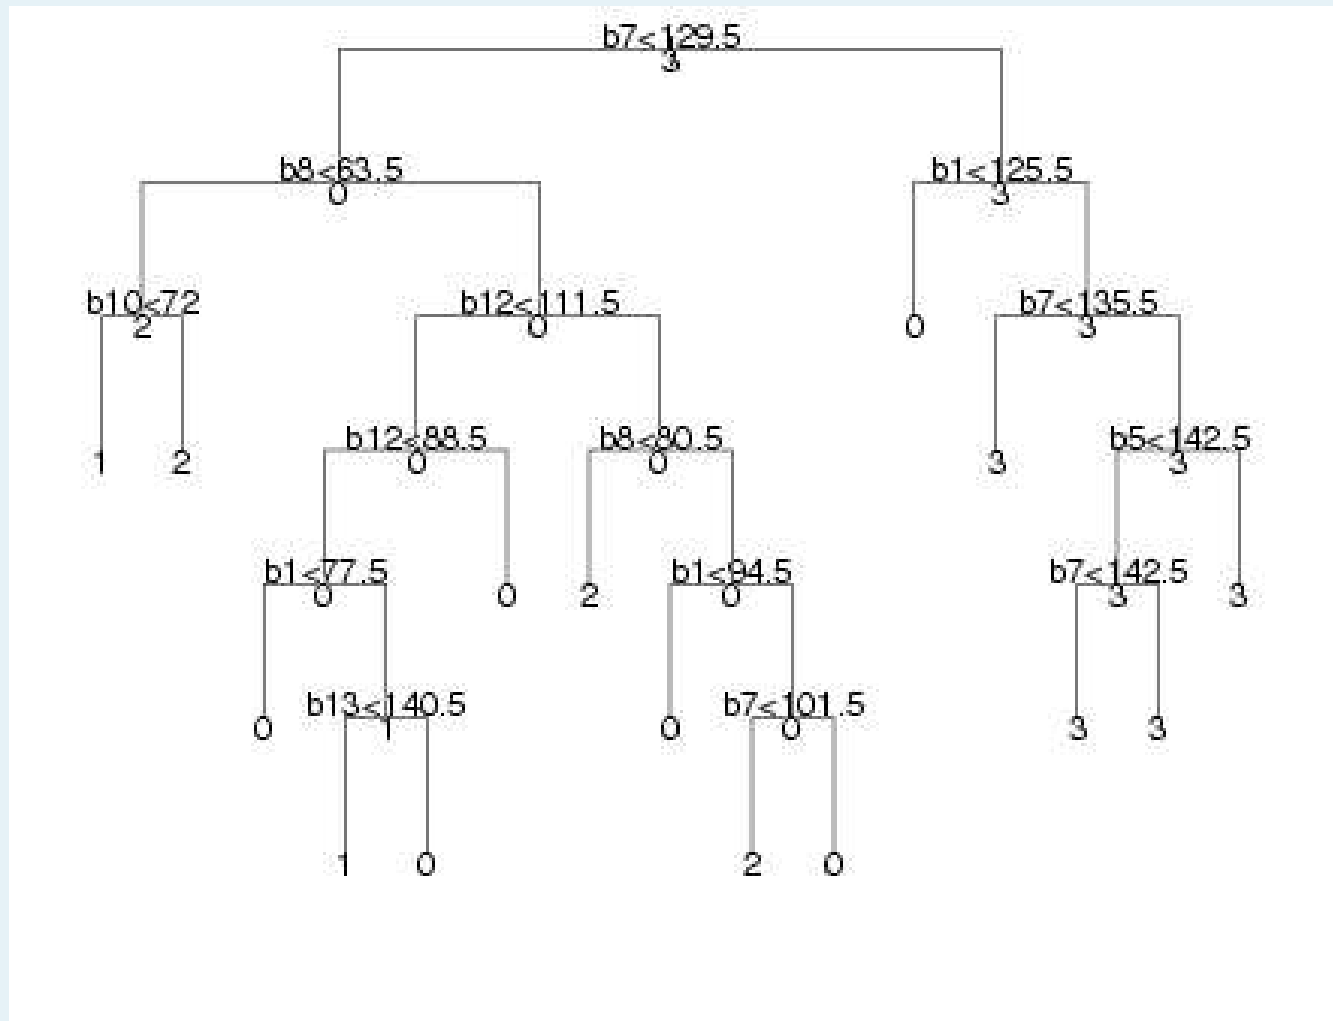 b7<129.5
3
b8<63.5 b1<125.5
0 3
b10<72 b12<111.5 b7<135.5
2 0 0 3
b12<88.5 b8<80.5 b5<142.5
1 2 0 0 3 3
b1<77.5 b1<94.5 b7<142.5
0 0 2 0 3 3
b13<140.5 b7<101.5
0 1 0 0 3 3
1 0 2 0